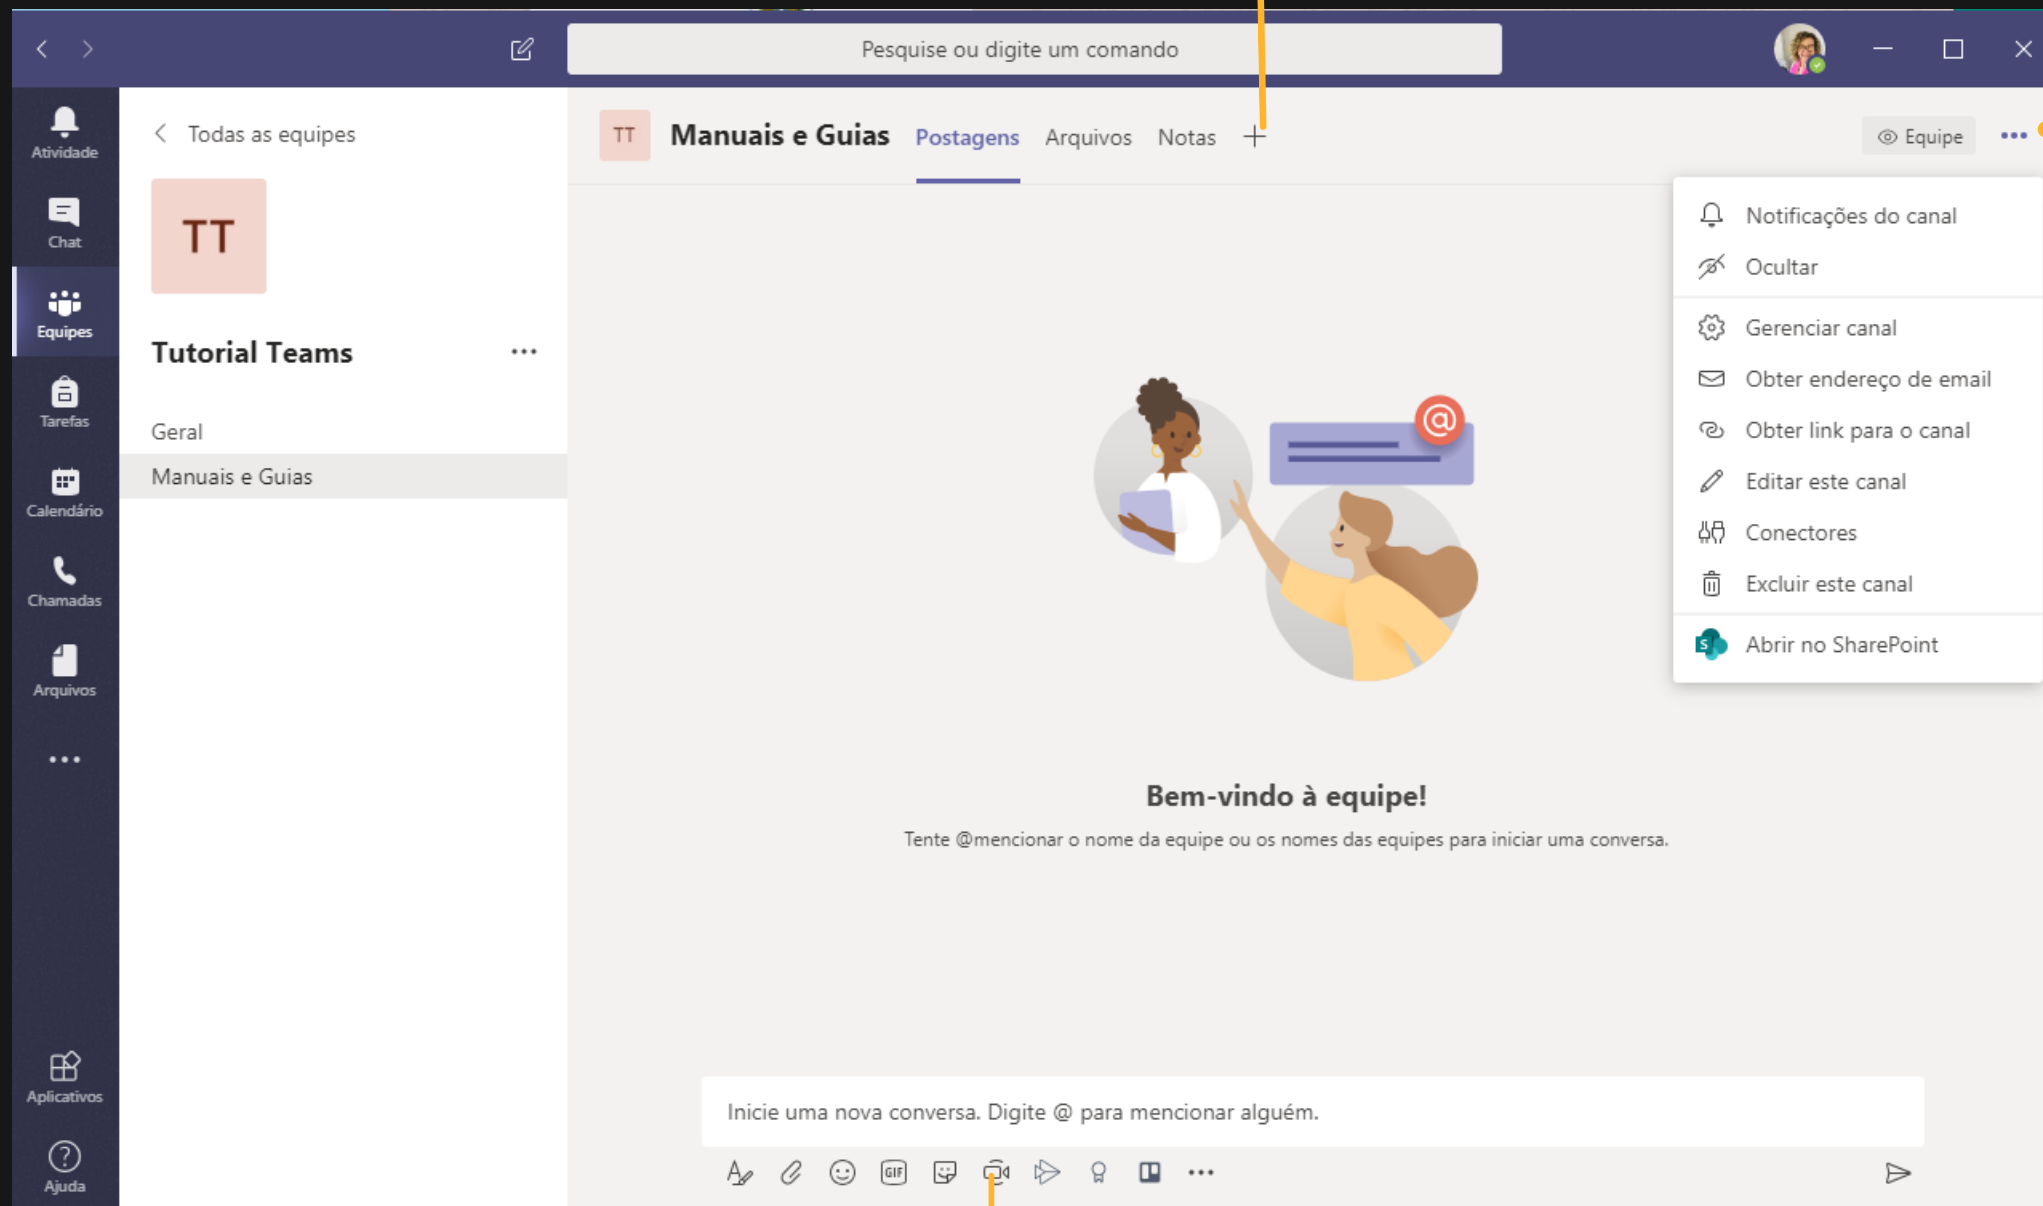 Pesquise ou digite um comando
Atividade
Chat
Equipes
Tarefas
Calendário
Chamadas
Arquivos
Aplicativos
Ajuda
Todas as equipes
TT
Tutorial Teams
Geral
Manuais e Guias
TT
Manuais e Guias Postagens Arquivos Notas
Equipe
Notificações do canal
Ocultar
Gerenciar canal
Obter endereço de email
Obter link para o canal
Editar este canal
Conectores
Excluir este canal
S Abrir no SharePoint
@
Bem-vindo à equipe!
Tente @mencionar o nome da equipe ou os nomes das equipes para iniciar uma conversa.
Inicie uma nova conversa. Digite @ para mencionar alguém.
GIF